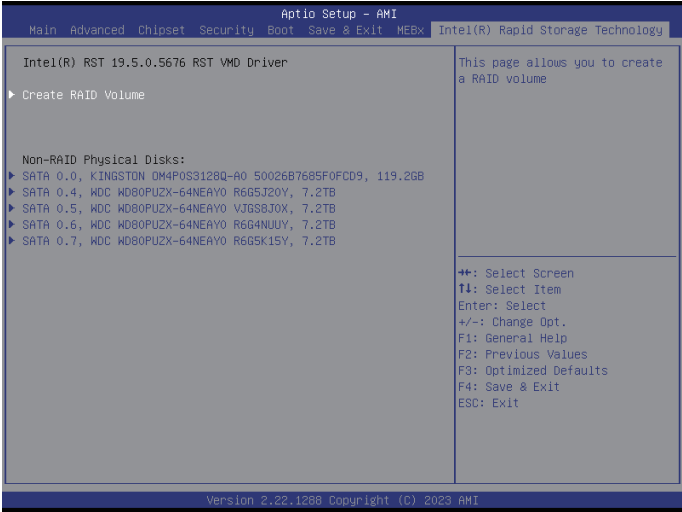 Aptio Setup – AMI
Main Advanced Chipset Security Boot Save & Exit MEBx Intel(R) Rapid Storage Technology
Intel(R) RST 19.5.0.5676 RST VMD Driver
Create RAID Volume
Non-RAID Physical Disks:
SATA 0.0, KINGSTON OM4P0S3128Q-A0 50026B7685F0FCD9, 119.2GB
SATA 0.4, WDC WD80PUZX-64NEAY0 R6G5J20Y, 7.2TB
SATA 0.5, WDC WD80PUZX-64NEAY0 VJGS8J0X, 7.2TB
SATA 0.6, WDC WD80PUZX-64NEAY0 R6G4NUUY, 7.2TB
SATA 0.7, WDC WD80PUZX-64NEAY0 R6G5K15Y, 7.2TB
This page allows you to create
a RAID volume
→←: Select Screen
↑↓: Select Item
Enter: Select
+/-: Change Opt.
F1: General Help
F2: Previous Values
F3: Optimized Defaults
F4: Save & Exit
ESC: Exit
Version 2.22.1288 Copyright (C) 2023 AMI